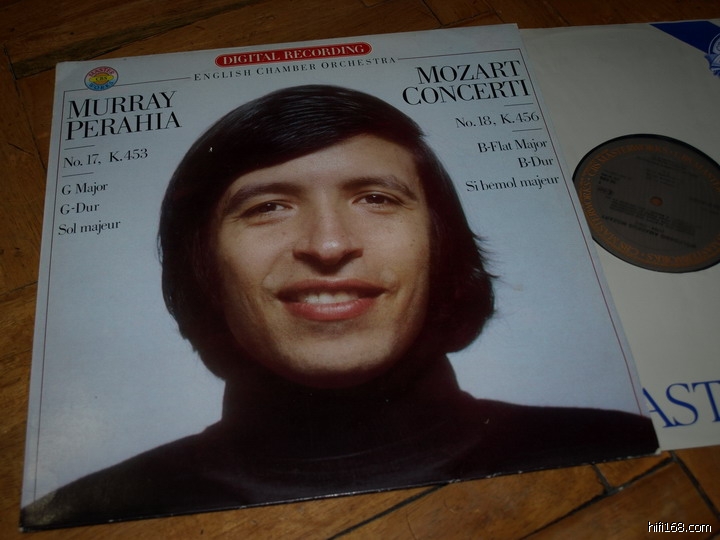 DIGITAL RECORDING
ENGLISH CHAMBER ORCHESTRA
MURRAY
PERAHIA
No. 17, K. 453
G Major
G-Dur
Sol majeur
MOZART
CONCERTI
No. 18, K. 456
B-Flat Major
B-Dur
Si bemol majeur
AST
hifi168.com